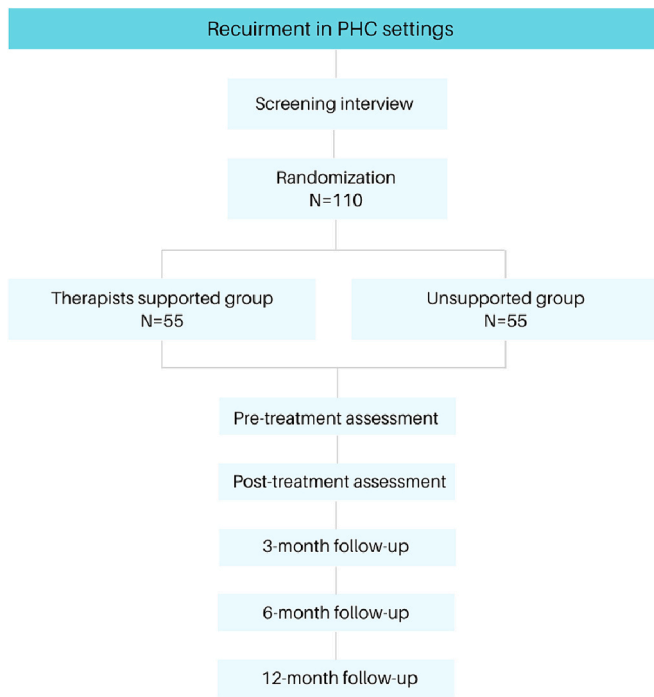 Recuirment in PHC settings
Screening interview
Randomization
N=110
Therapists supported group
N=55
Unsupported group
N=55
Pre-treatment assessment
Post-treatment assessment
3-month follow-up
6-month follow-up
12-month follow-up